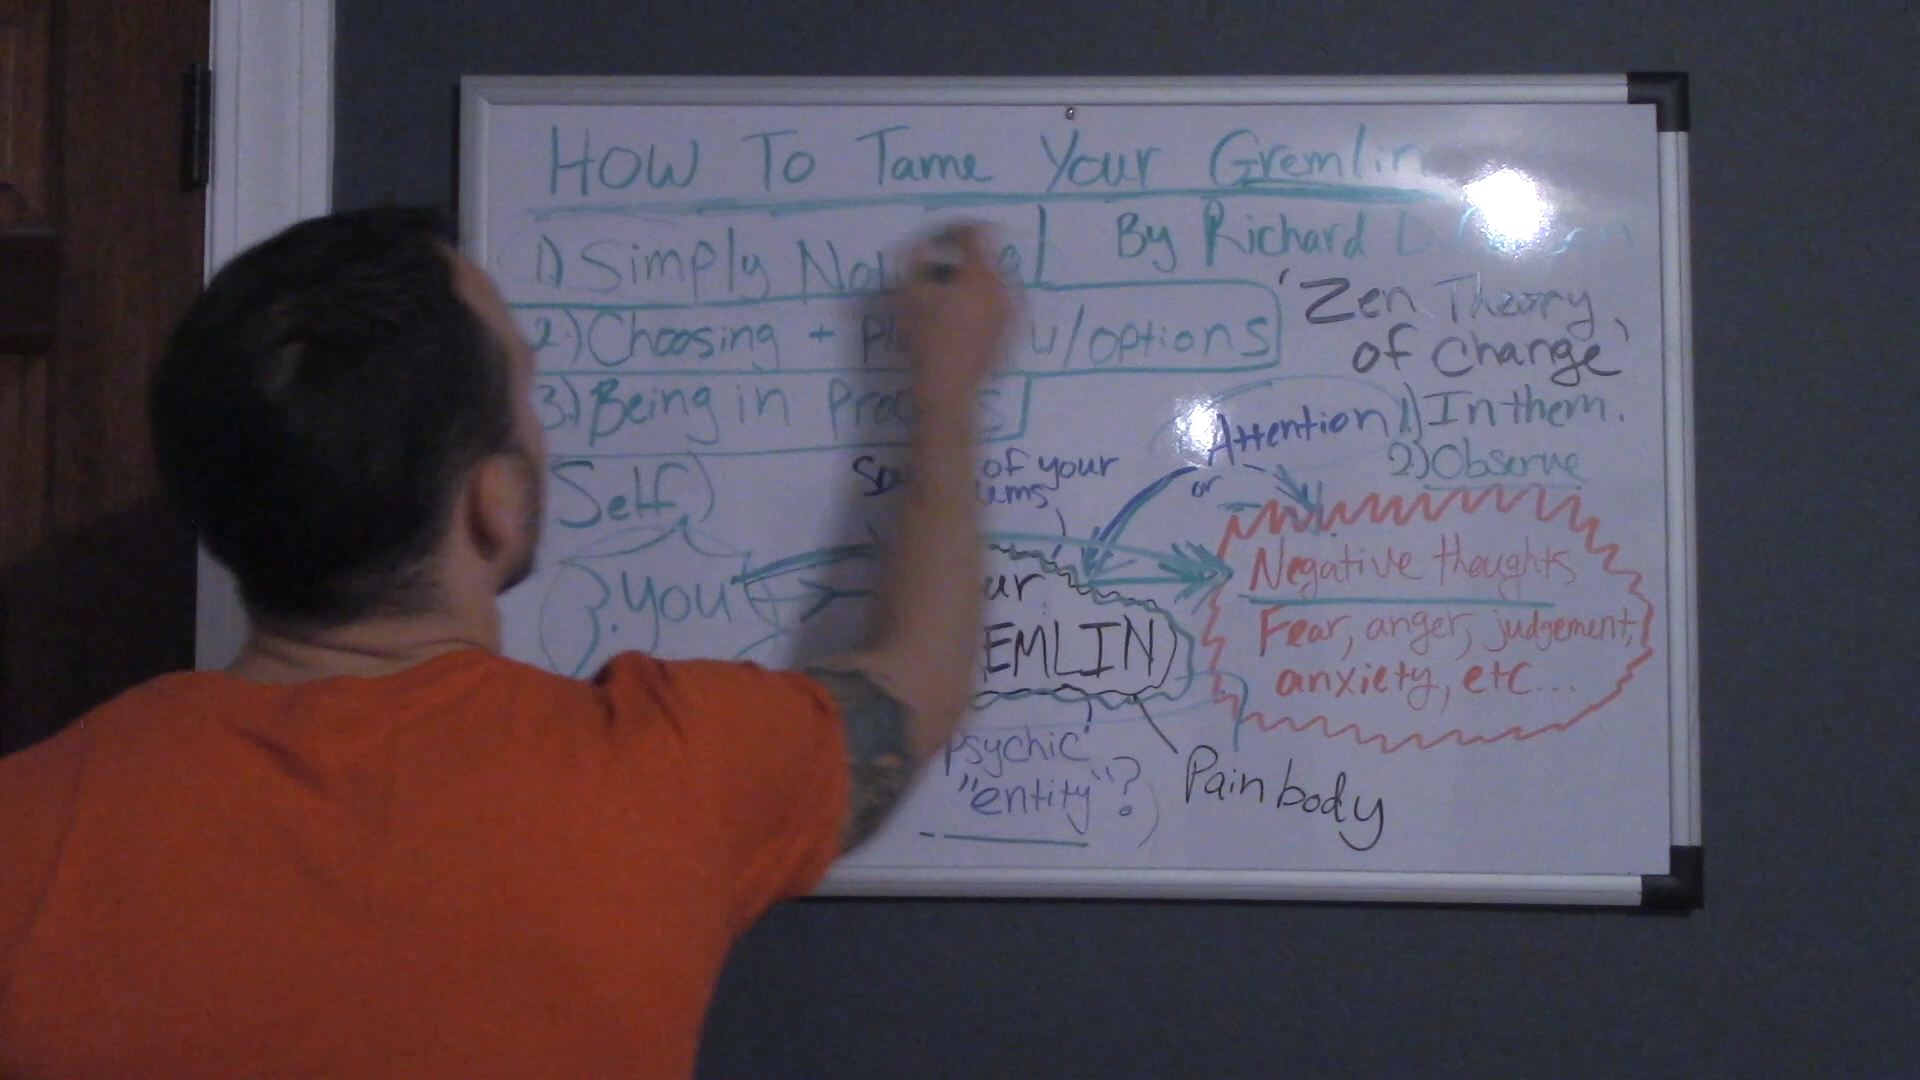 How To Tame Your Gremlin
1) Simply
By Richard D.
2.) Choosing + w/options
'Zen Theory
of Change'
3.) Being in Process
Attention
1) In them.
2) Observe
Self)
of your
or
? you
Negative thoughts
Fear, anger, judgement,
anxiety, etc...
psychic
"entity"?
Pain body